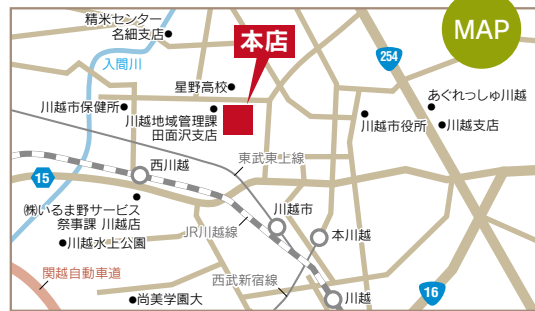 MAP
精米センター
名細支店
本店
入間川
254
星野高校
あぐれっしゅ川越
川越市保健所
川越地域管理課
田面沢支店
川越市役所
川越支店
東武東上線
15
西川越
(株)いるま野サービス
祭事課 川越店
川越市
JR川越線
本川越
川越水上公園
関越自動車道
西武新宿線
16
尚美学園大
川越